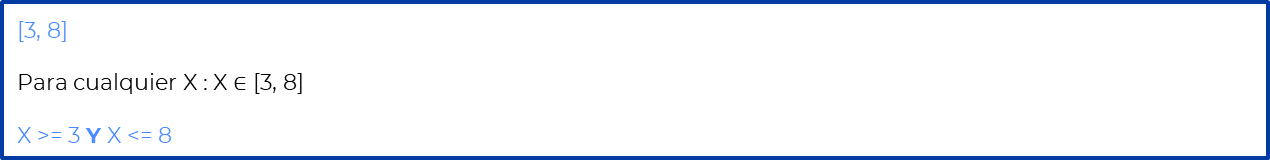 [3, 8]
Para cualquier X : X ∈ [3, 8]
X >= 3 Y X <= 8